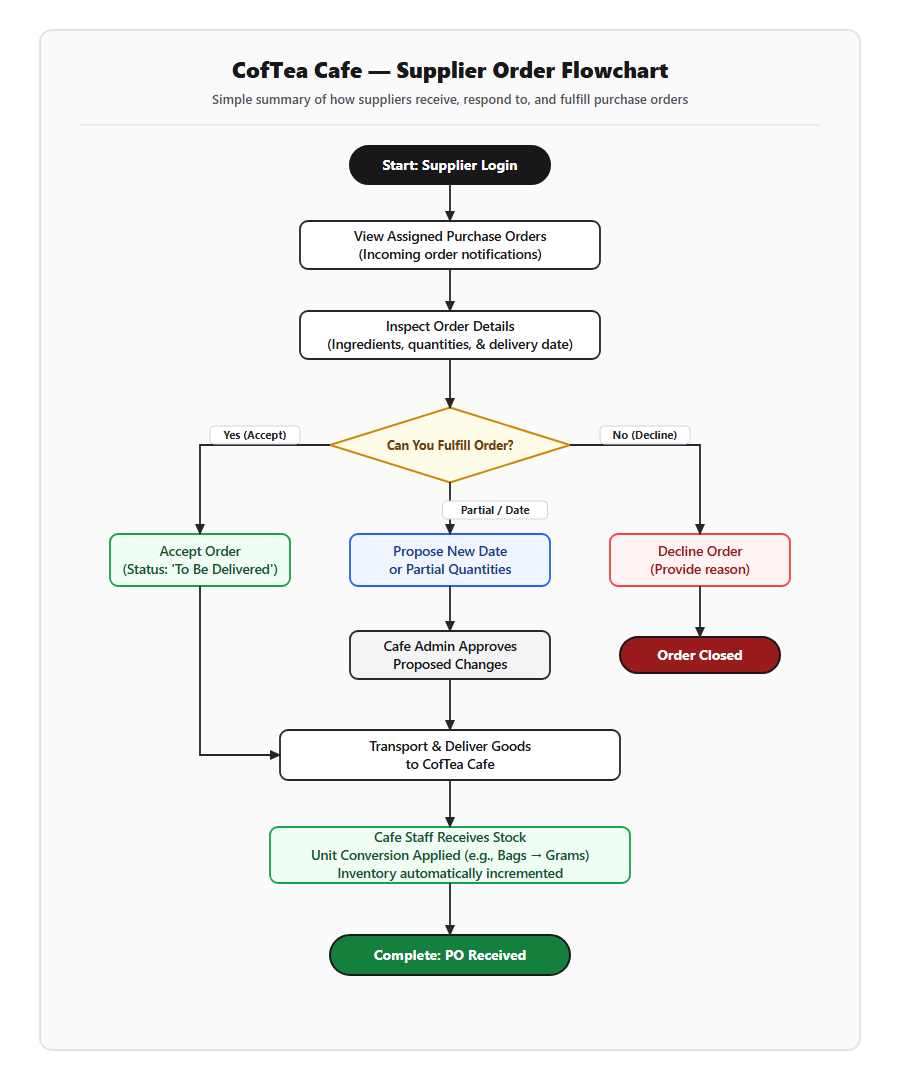 CofTea Cafe — Supplier Order Flowchart
Simple summary of how suppliers receive, respond to, and fulfill purchase orders
Start: Supplier Login
View Assigned Purchase Orders
(Incoming order notifications)
Inspect Order Details
(Ingredients, quantities, & delivery date)
Can You Fulfill Order?
Yes (Accept)
No (Decline)
Partial / Date
Accept Order
(Status: 'To Be Delivered')
Propose New Date
or Partial Quantities
Decline Order
(Provide reason)
Cafe Admin Approves
Proposed Changes
Order Closed
Transport & Deliver Goods
to CofTea Cafe
Cafe Staff Receives Stock
Unit Conversion Applied (e.g., Bags → Grams)
Inventory automatically incremented
Complete: PO Received